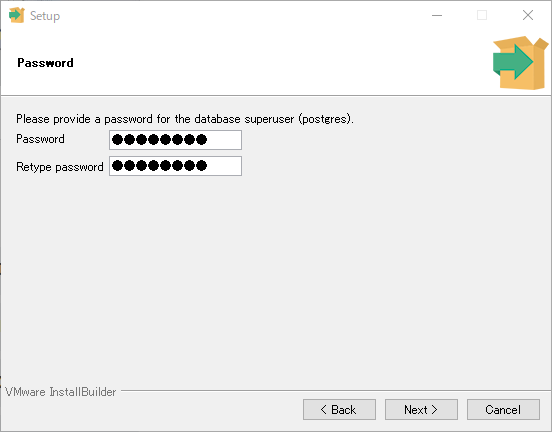 Setup
Password
Please provide a password for the database superuser (postgres).
Password ●●●●●●●●
Retype password ●●●●●●●●
VMware InstallBuilder
< Back Next > Cancel